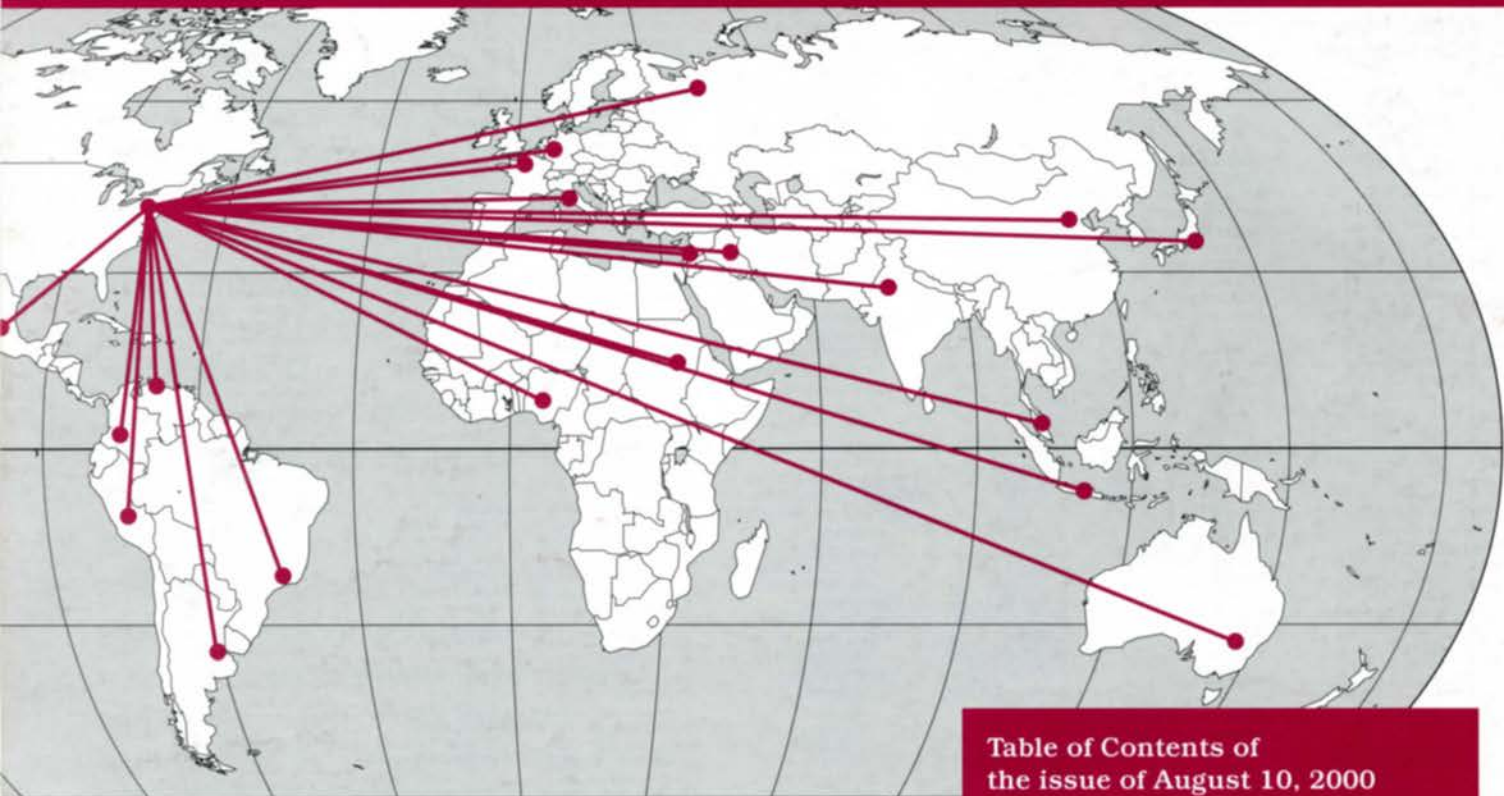 Table of Contents of
the issue of August 10, 2000